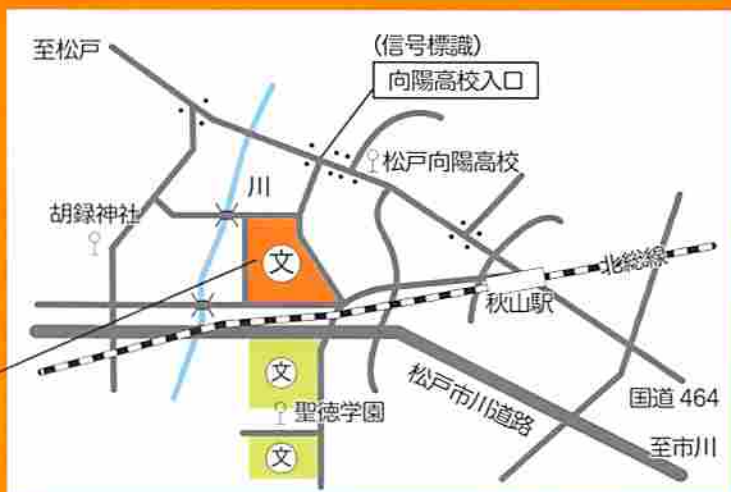 至松戸
(信号標識)
向陽高校入口
松戸向陽高校
川
胡録神社
文
北総線
秋山駅
文
聖徳学園
松戸市川道路
国道 464
至市川
文